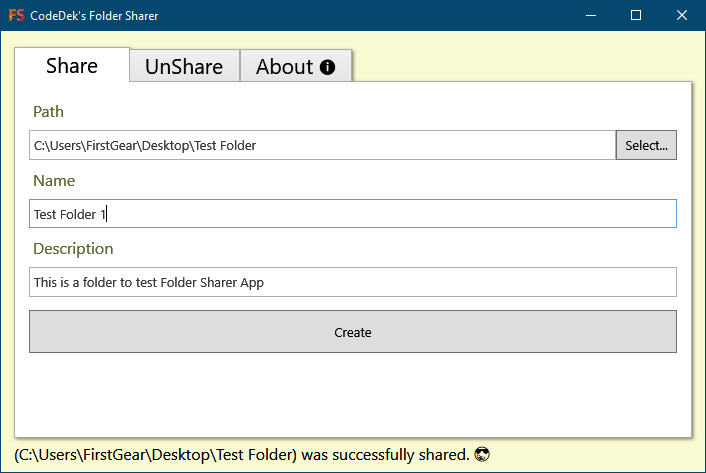 FS CodeDek's Folder Sharer
Share UnShare About
Path
C:\Users\FirstGear\Desktop\Test Folder Select...
Name
Test Folder 1
Description
This is a folder to test Folder Sharer App
Create
(C:\Users\FirstGear\Desktop\Test Folder) was successfully shared. 😎